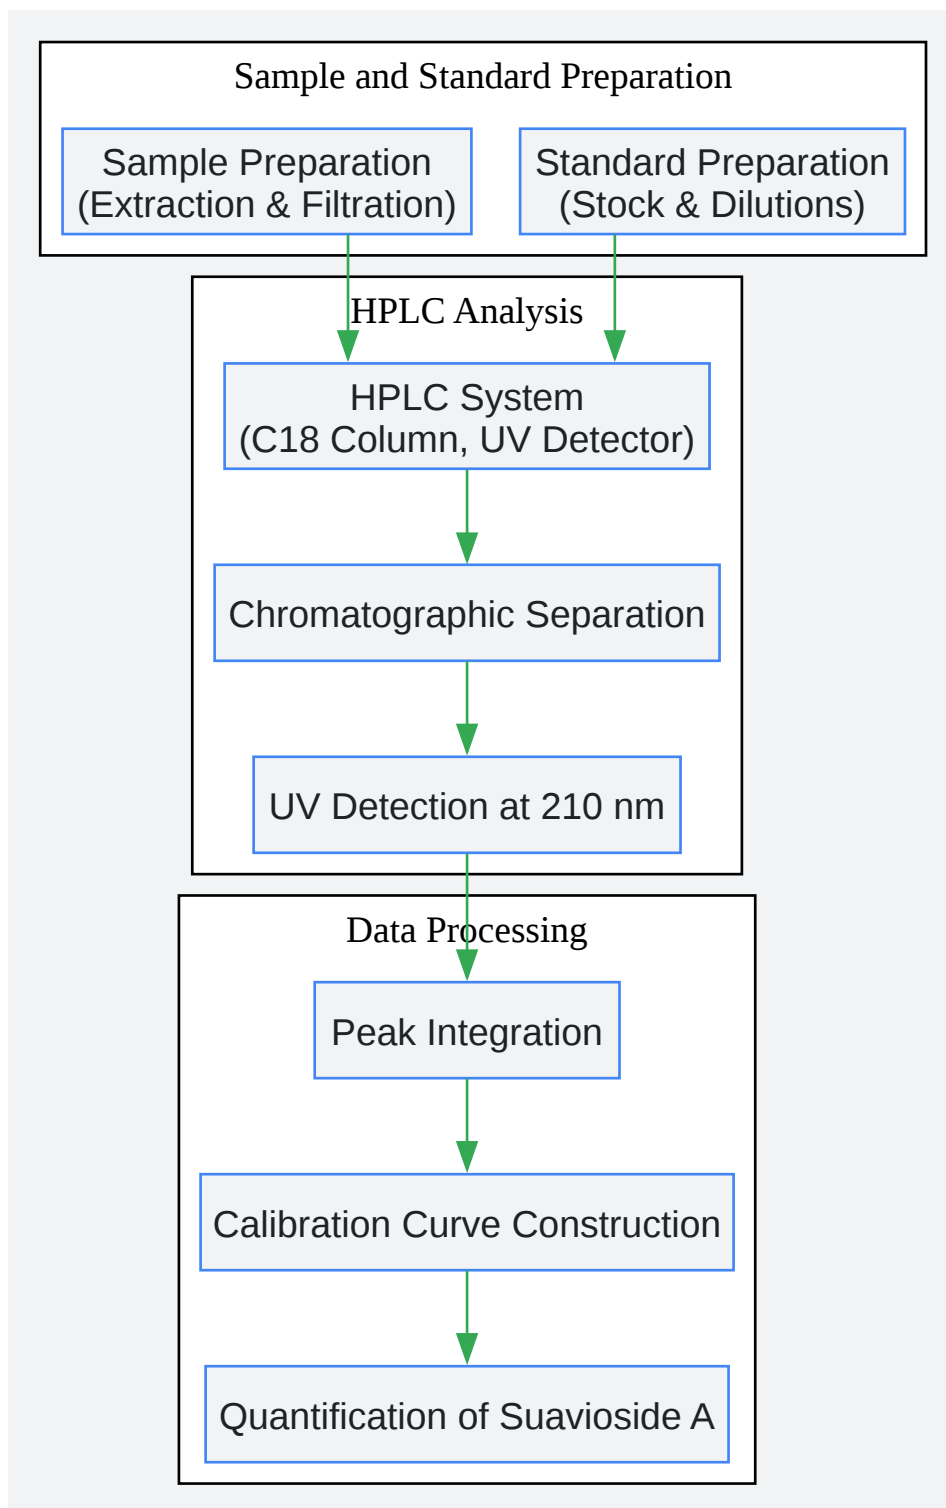 Sample and Standard Preparation
Sample Preparation
(Extraction & Filtration)
Standard Preparation
(Stock & Dilutions)
HPLC Analysis
HPLC System
(C18 Column, UV Detector)
Chromatographic Separation
UV Detection at 210 nm
Data Processing
Peak Integration
Calibration Curve Construction
Quantification of Suavioside A